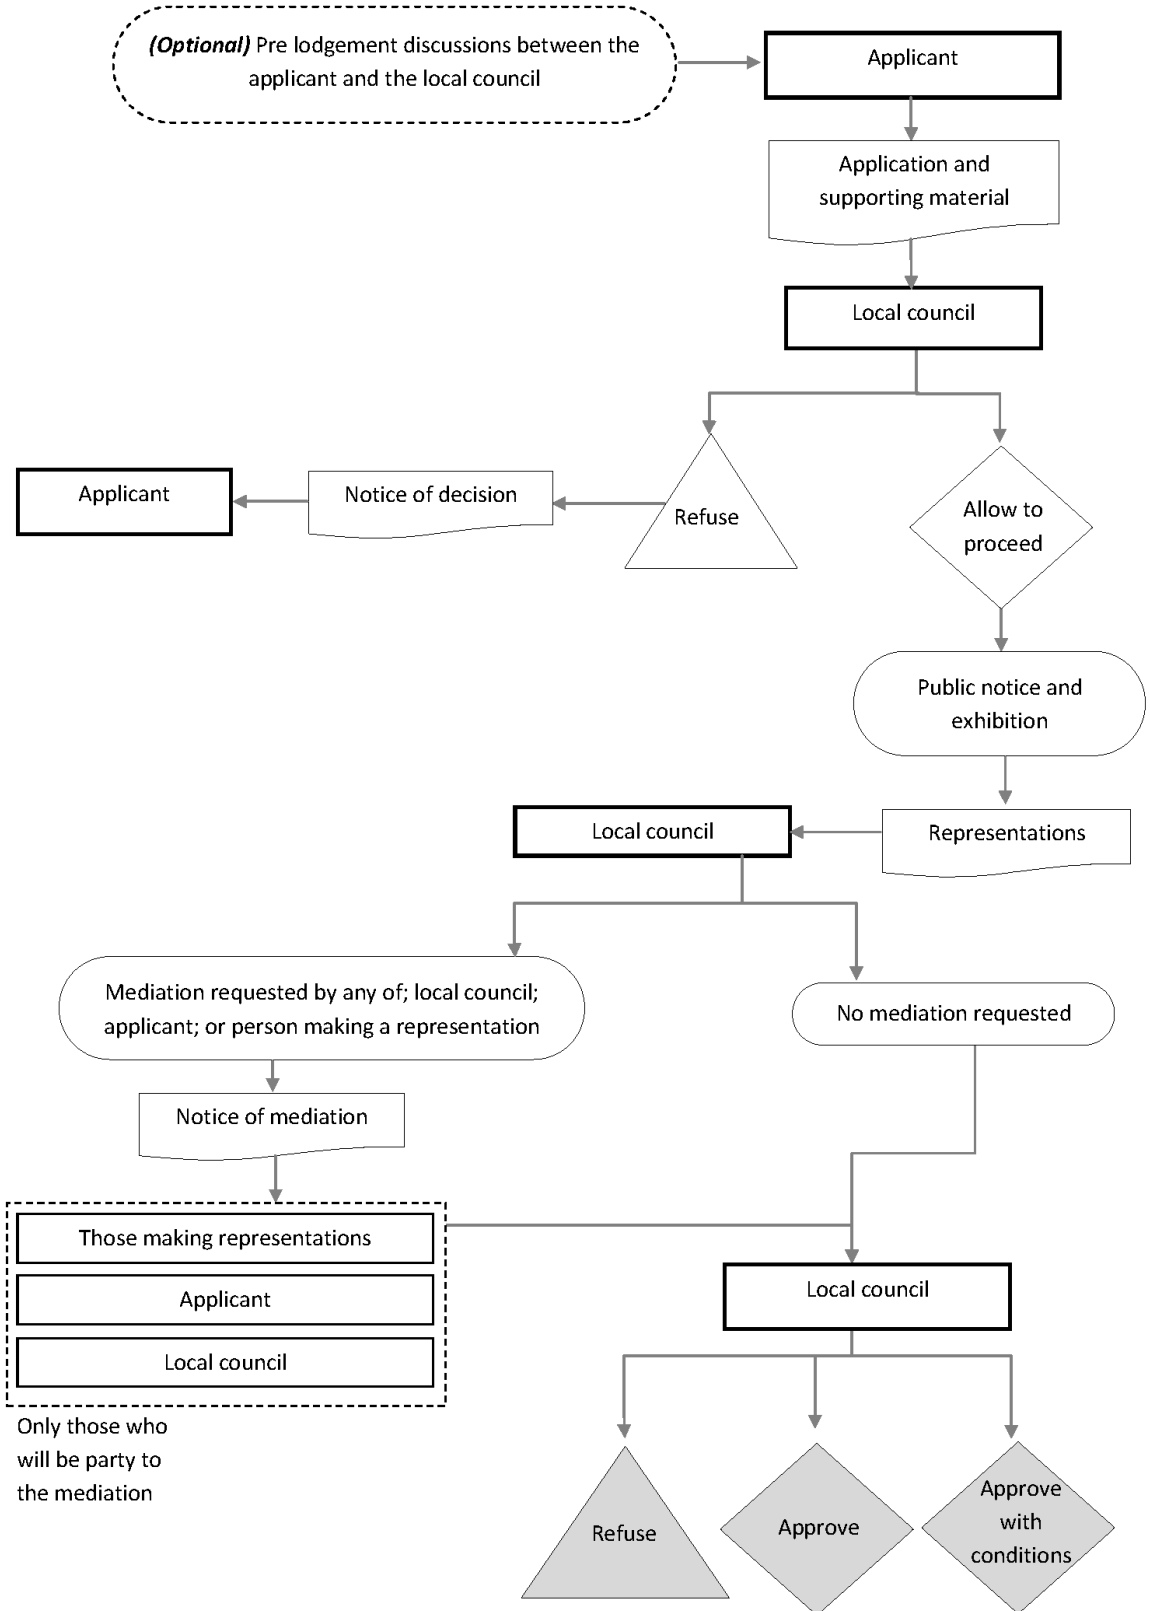 (Optional) Pre lodgement discussions between the
applicant and the local council
Applicant
Application and
supporting material
Local council
Applicant
Notice of decision
Refuse
Allow to
proceed
Public notice and
exhibition
Local council
Representations
Mediation requested by any of; local council;
applicant; or person making a representation
No mediation requested
Notice of mediation
Those making representations
Applicant
Local council
Only those who
will be party to
the mediation
Local council
Refuse
Approve
Approve
with
conditions